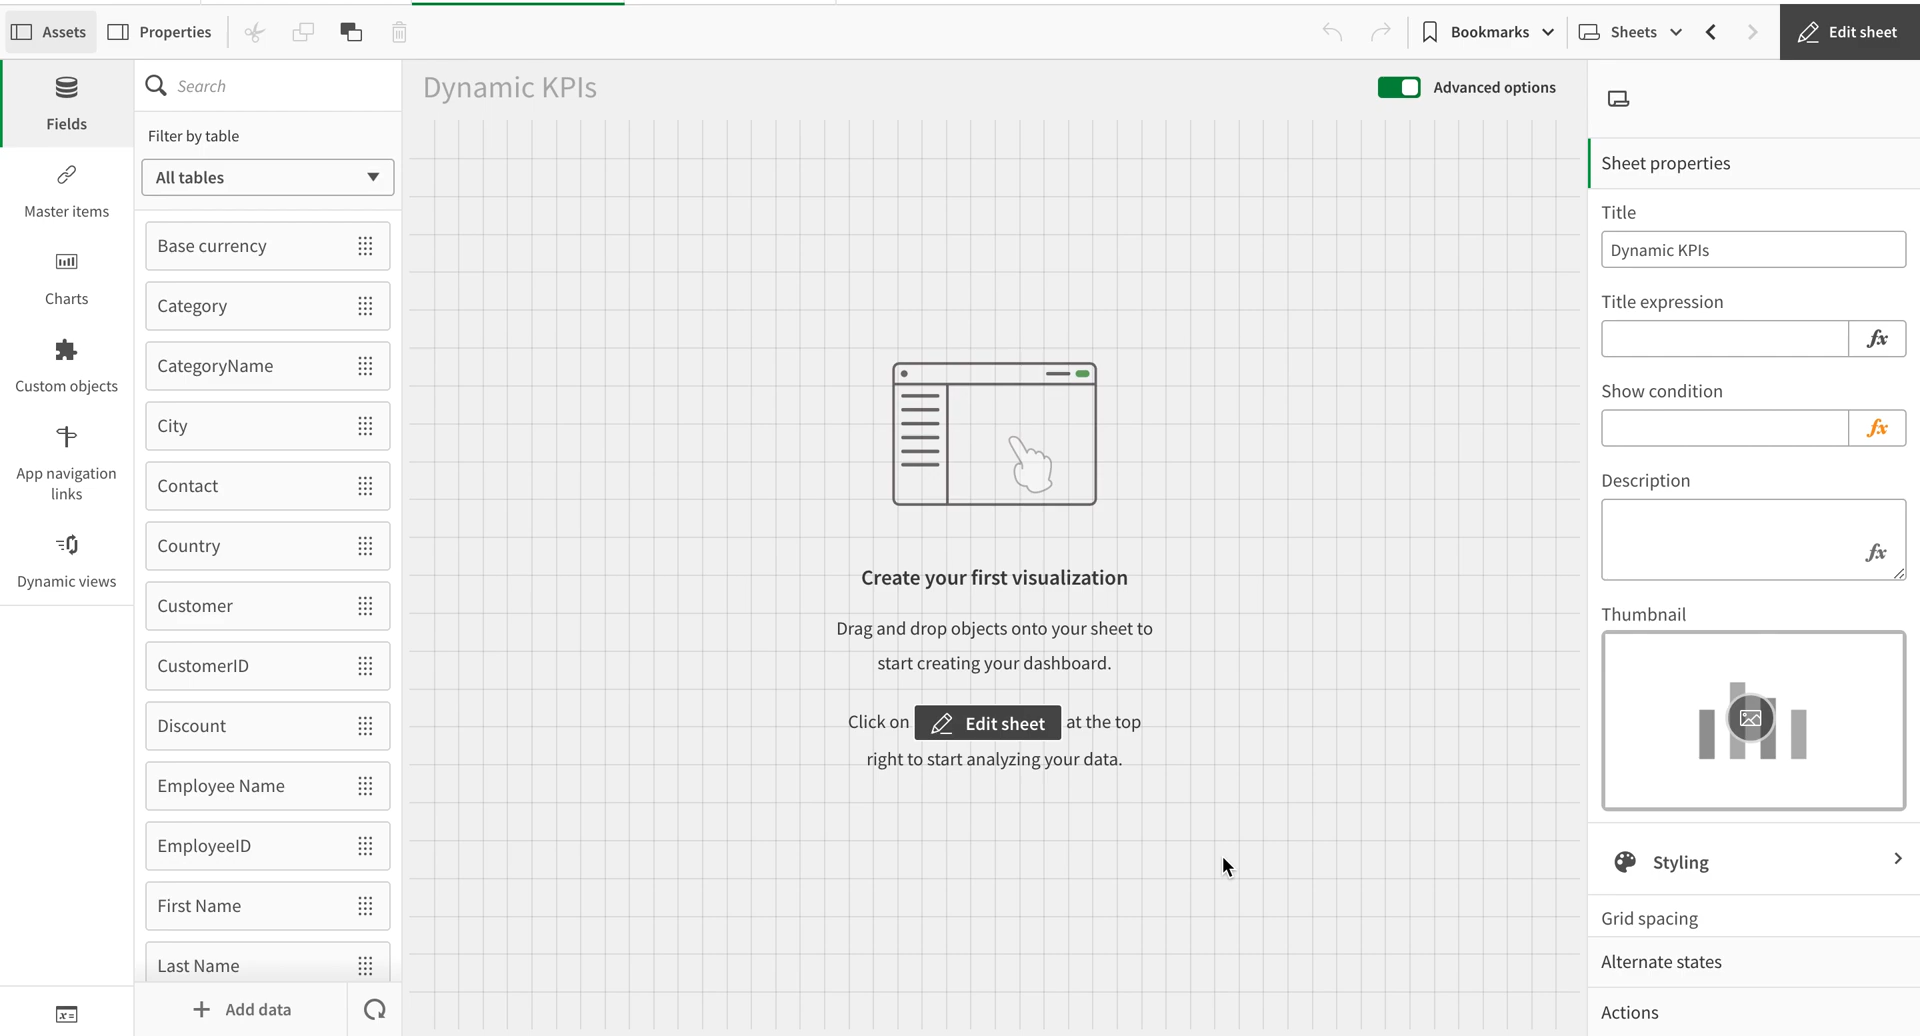 Assets
Properties
Bookmarks
Sheets
Edit sheet
Fields
Master items
Charts
Custom objects
App navigation
links
Dynamic views
Search
Filter by table
All tables
Base currency
Category
CategoryName
City
Contact
Country
Customer
CustomerID
Discount
Employee Name
EmployeeID
First Name
Last Name
Add data
Dynamic KPIs
Advanced options
Create your first visualization
Drag and drop objects onto your sheet to
start creating your dashboard.
Click on Edit sheet at the top
right to start analyzing your data.
Sheet properties
Title
Dynamic KPIs
Title expression
fx
Show condition
fx
Description
fx
Thumbnail
Styling
Grid spacing
Alternate states
Actions
x=